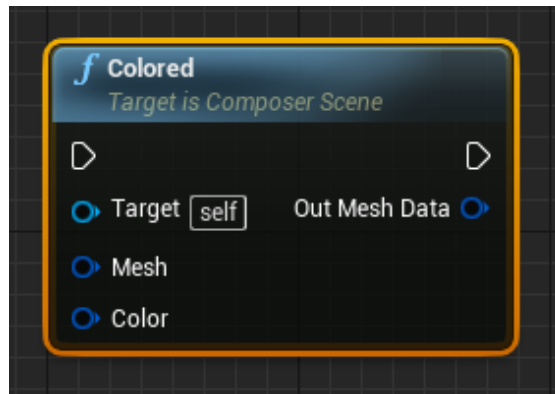 f Colored
Target is Composer Scene
Target self Out Mesh Data
Mesh
Color